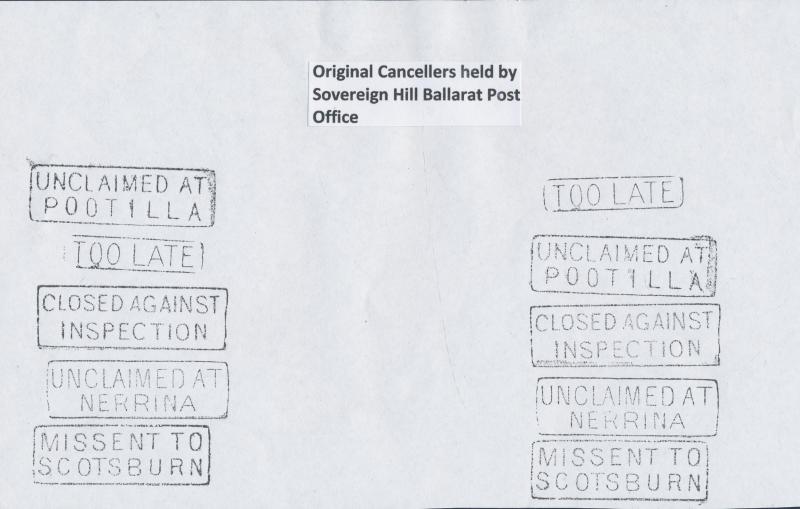 Original Cancellers held by
Sovereign Hill Ballarat Post
Office
UNCLAIMED AT
POOTILLA
TOO LATE
CLOSED AGAINST
INSPECTION
UNCLAIMED AT
NERRINA
MISSENT TO
SCOTSBURN
TOO LATE
UNCLAIMED AT
POOTILLA
CLOSED AGAINST
INSPECTION
UNCLAIMED AT
NERRINA
MISSENT TO
SCOTSBURN